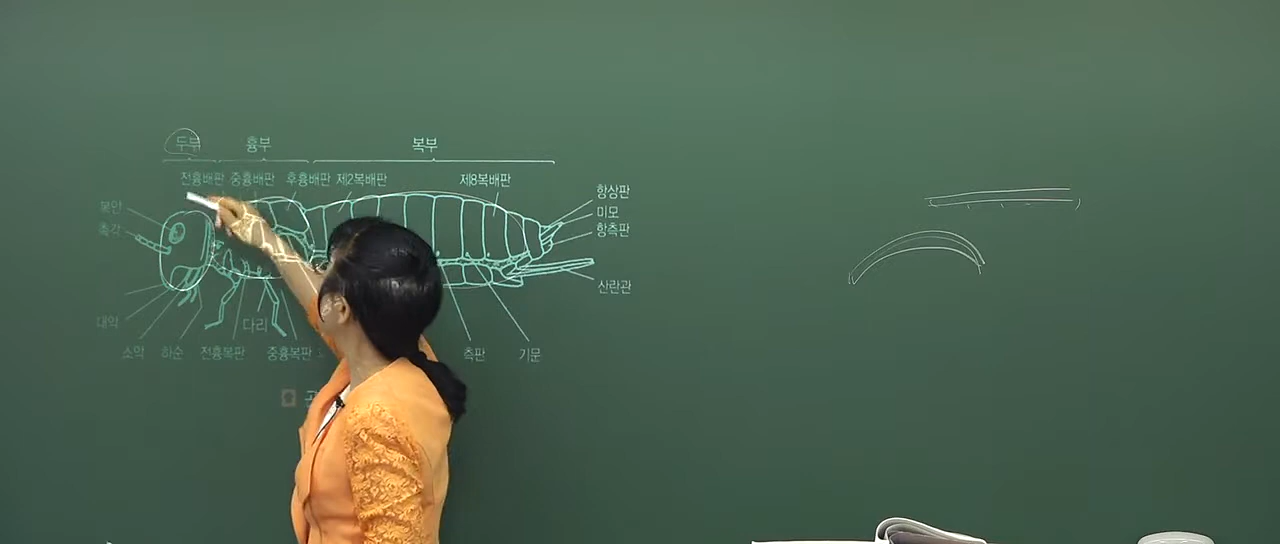 두부 흉부 복부
전흉배판 중흉배판 후흉배판 제2복배판 제8복배판
복안
촉각
항상판
미모
항측판
산란관
대악
다리
소악 하순 전흉복판 중흉복판 측판 기문